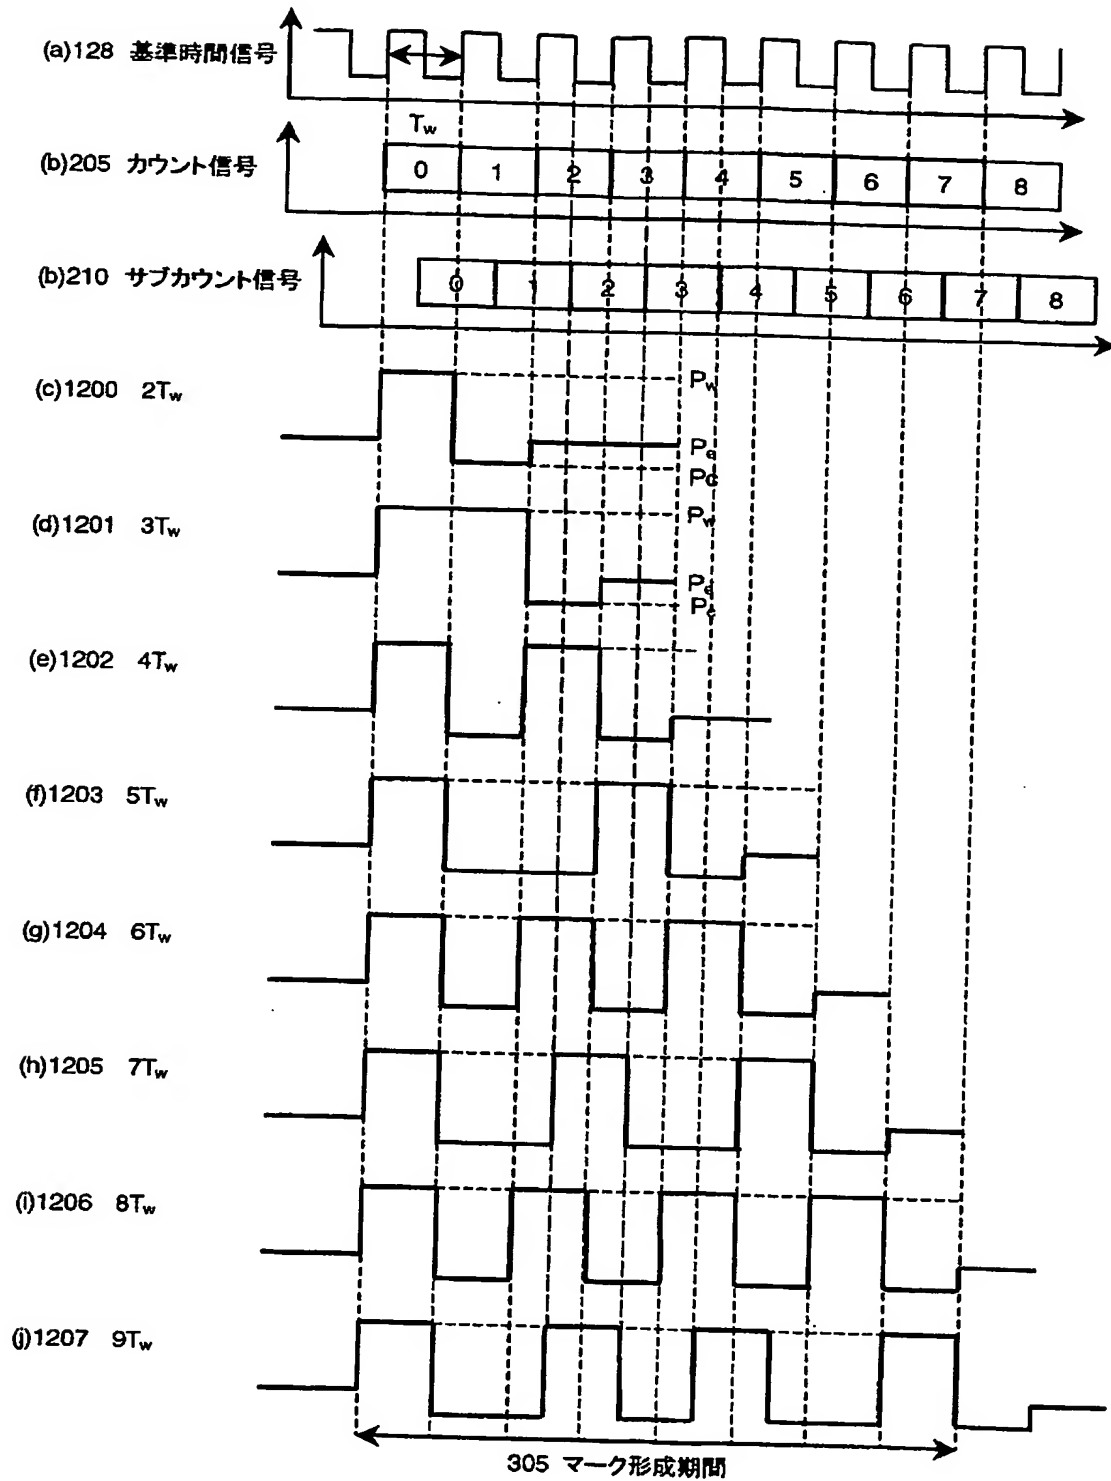 (a)128 基準時間信号
Tw
(b)205 カウント信号
0 1 2 3 4 5 6 7 8
(b)210 サブカウント信号
0 1 2 3 4 5 6 7 8
(c)1200 2Tw
Pw
Pe
Pc
(d)1201 3Tw
Pw
Pe
Pc
(e)1202 4Tw
(f)1203 5Tw
(g)1204 6Tw
(h)1205 7Tw
(i)1206 8Tw
(j)1207 9Tw
305 マーク形成期間